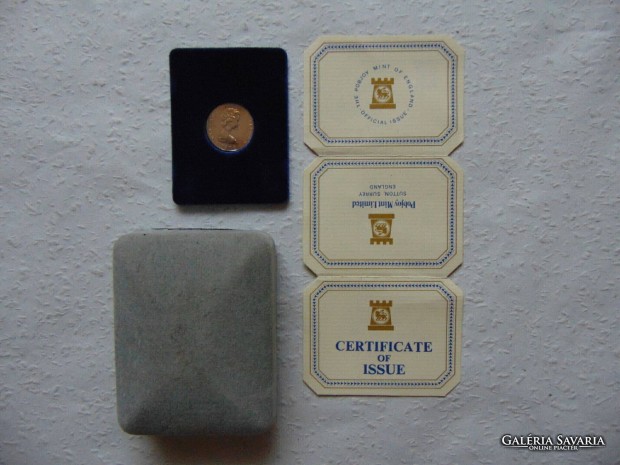 THE POBJOY MINT OF ENGLAND
OFFICIAL ISSUE
Pobjoy Mint Limited
SUTTON SURREY
ENGLAND
CERTIFICATE
OF
ISSUE
GALÉRIA SAVARIA
ONLINE PIACTÉR